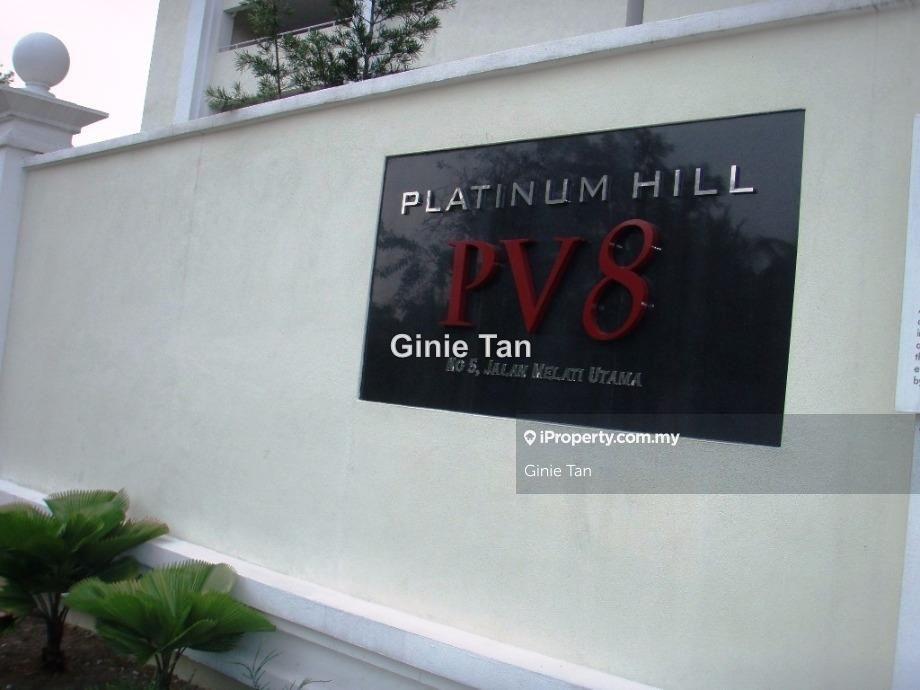 PLATINUM HILL
PV8
Ginie Tan
NO 5, JALAN MELATI UTAMA
iProperty.com.my
Ginie Tan